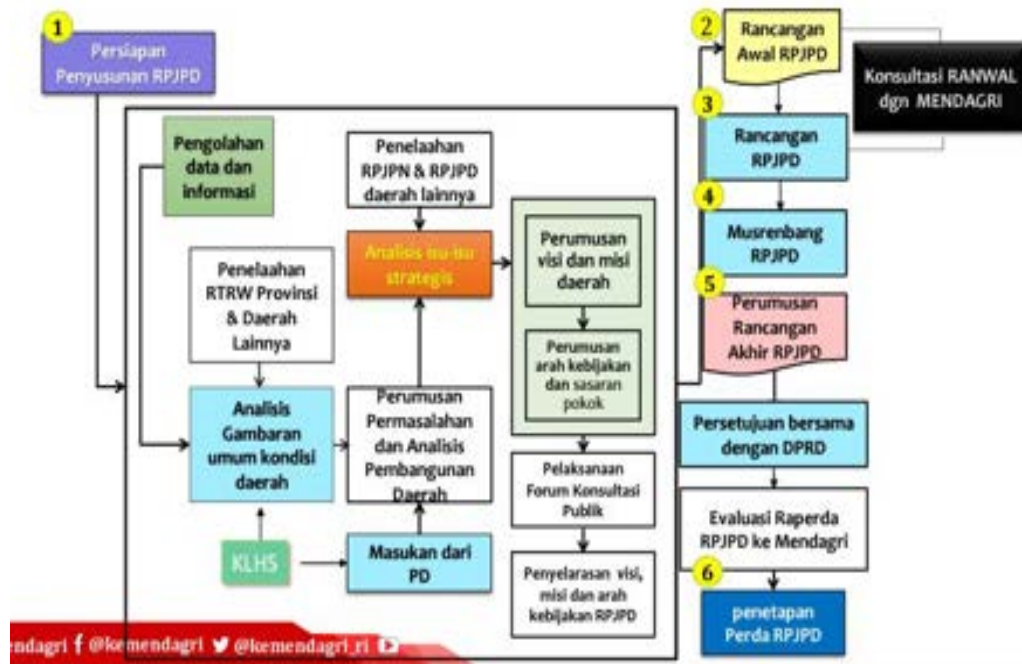 1
Persiapan
Penyusunan RPJPD
Pengolahan
data dan
informasi
Penelaahan
RPJPN & RPJPD
daerah lainnya
Analisis isu-isu
strategis
Penelaahan
RTRW Provinsi
& Daerah
Lainnya
Analisis
Gambaran
umum kondisi
daerah
Perumusan
Permasalahan
dan Analisis
Pembangunan
Daerah
KLHS
Masukan dari
PD
Perumusan
visi dan misi
daerah
Perumusan
arah kebijakan
dan sasaran
pokok
Pelaksanaan
Forum Konsultasi
Publik
Penyelarasan visi,
misi dan arah
kebijakan RPJPD
2
Rancangan
Awal RPJPD
Konsultasi RANWAL
dgn MENDAGRI
3
Rancangan
RPJPD
4
Musrenbang
RPJPD
5
Perumusan
Rancangan
Akhir RPJPD
Persetujuan bersama
dengan DPRD
Evaluasi Raperda
RPJPD ke Mendagri
6
penetapan
Perda RPJPD
endagri f @kemendagri @kemendagri_ri